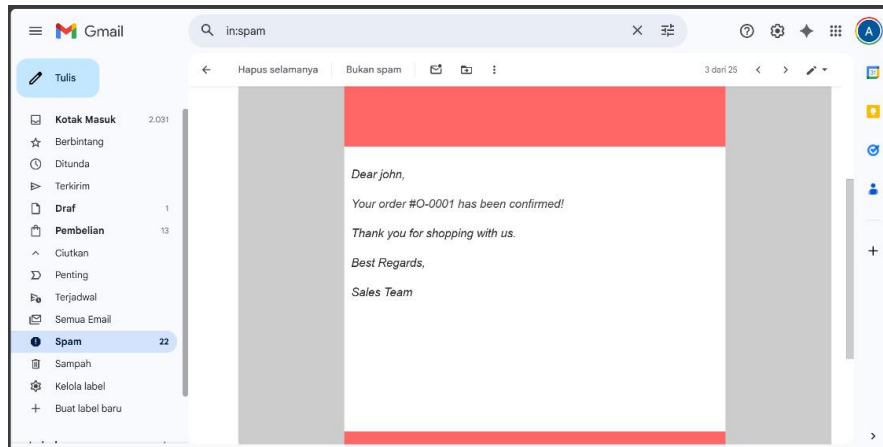 Gmail
in:spam
A
Tulis
Hapus selamanya
Bukan spam
3 dari 25
Kotak Masuk 2.031
Berbintang
Ditunda
Terkirim
Draf 1
Pembelian 13
Ciutkan
Penting
Terjadwal
Semua Email
Spam 22
Sampah
Kelola label
Buat label baru
Dear john,
Your order #O-0001 has been confirmed!
Thank you for shopping with us.
Best Regards,
Sales Team